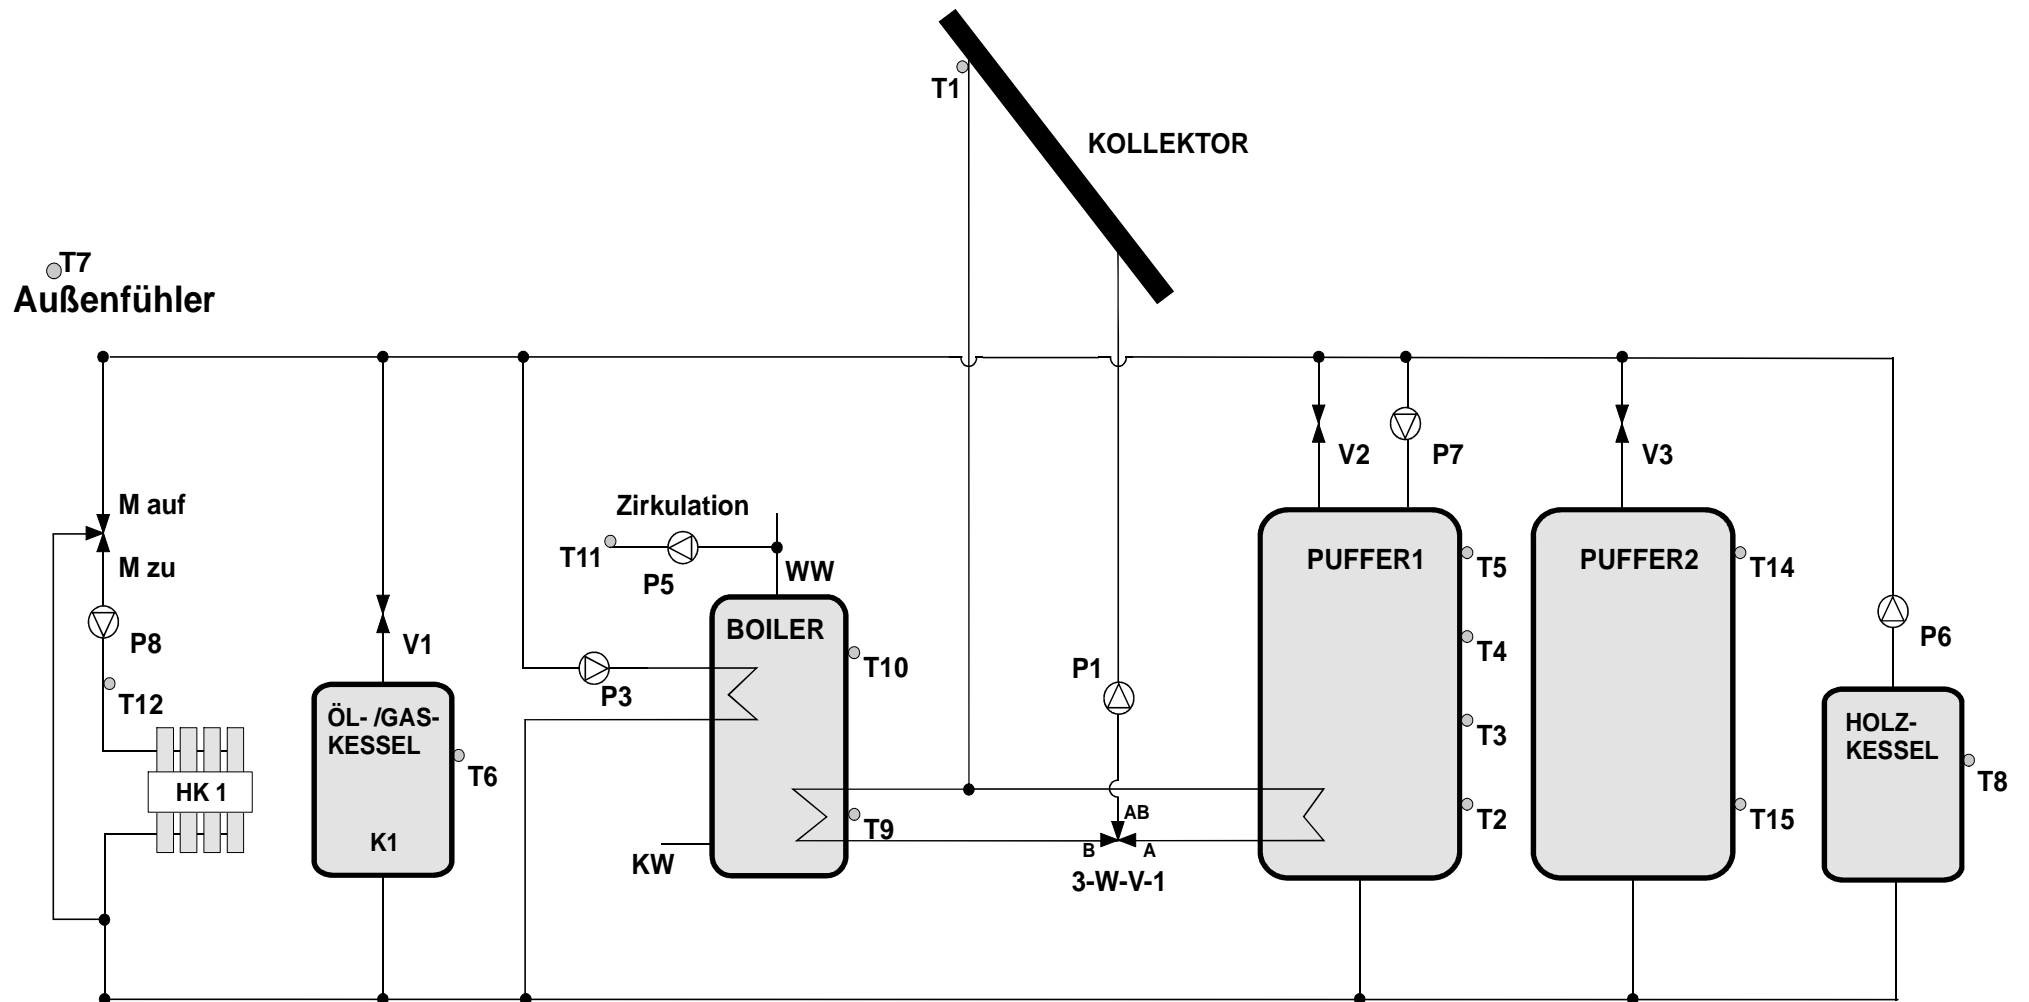 T1
KOLLEKTOR
T7
Außenfühler
M auf
M zu
P8
T12
HK 1
V1
ÖL- /GAS-
KESSEL
K1
T6
Zirkulation
T11
P5
WW
P3
BOILER
T10
T9
KW
P1
AB
B
A
3-W-V-1
V2
P7
V3
PUFFER1
T5
T4
T3
T2
PUFFER2
T14
T15
P6
HOLZ-
KESSEL
T8